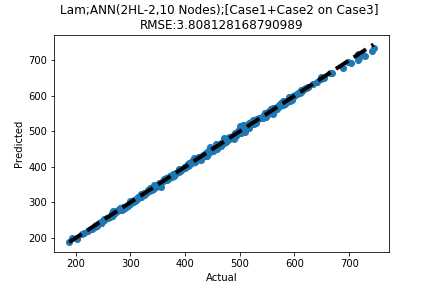 Lam;ANN(2HL-2,10 Nodes);[Case1+Case2 on Case3]
RMSE:3.808128168790989
Predicted
700
600
500
400
300
200
200 300 400 500 600 700
Actual